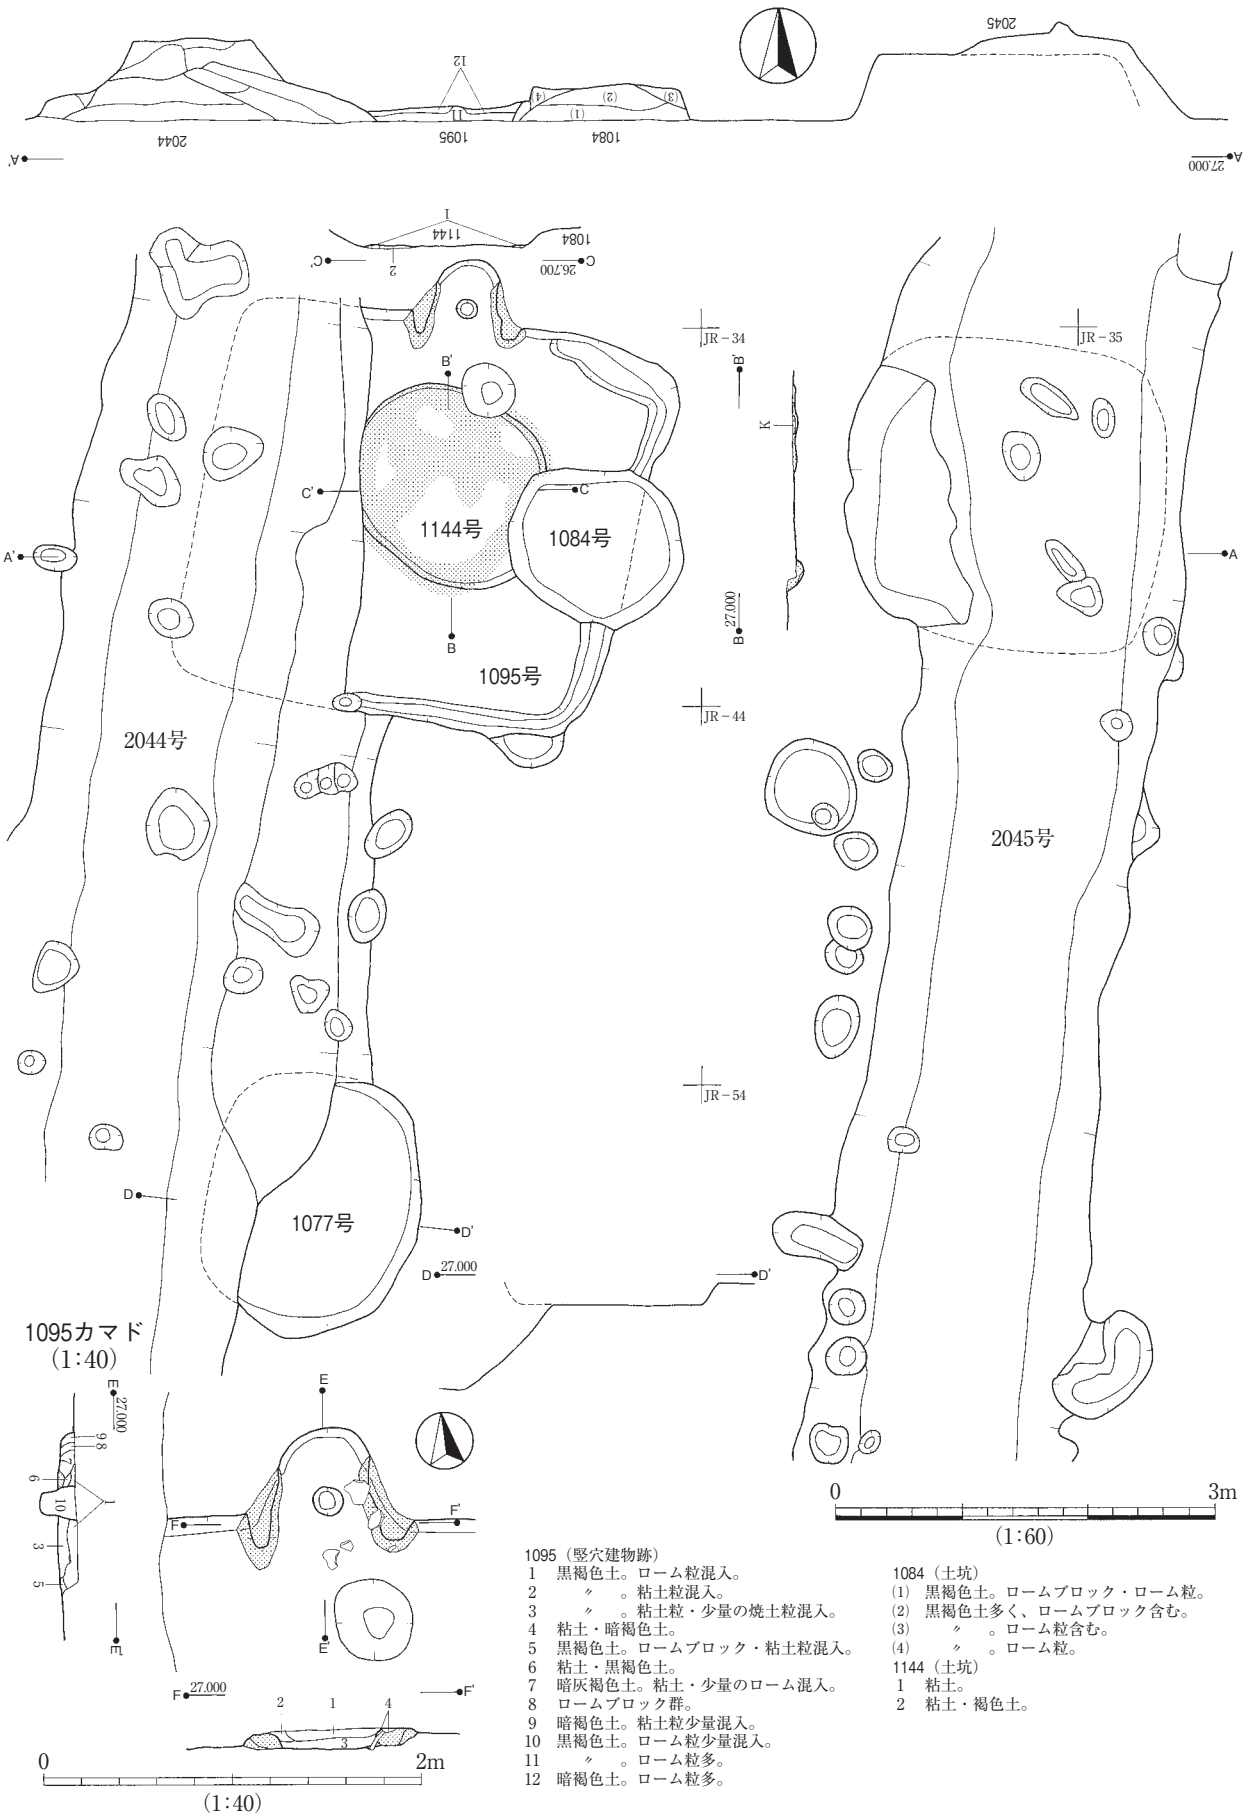 2045
12
(4)
(2)
(3)
11
(1)
2044
1095
1084
A'
A
27.000
1
1144
1084
2
C'
C
26.700
JR-34
JR-35
B'
B'
K
C'
C
1144号
1084号
A'
A
27.000
B
B
1095号
JR-44
2044号
2045号
JR-54
D
D'
1077号
D
27.000
D'
1095カマド
(1:40)
E
27.000
E
9
8
7
6
10
1
3
5
F
F'
E'
E'
F
27.000
F'
2
1
4
3
0
2m
(1:40)
0
3m
(1:60)
1095（竪穴建物跡）
1 黒褐色土。ローム粒混入。
2 〃 。粘土粒混入。
3 〃 。粘土粒・少量の焼土粒混入。
4 粘土・暗褐色土。
5 黒褐色土。ロームブロック・粘土粒混入。
6 粘土・黒褐色土。
7 暗灰褐色土。粘土・少量のローム混入。
8 ロームブロック群。
9 暗褐色土。粘土粒少量混入。
10 黒褐色土。ローム粒少量混入。
11 〃 。ローム粒多。
12 暗褐色土。ローム粒多。
1084（土坑）
(1) 黒褐色土。ロームブロック・ローム粒。
(2) 黒褐色土多く、ロームブロック含む。
(3) 〃 。ローム粒含む。
(4) 〃 。ローム粒。
1144（土坑）
1 粘土。
2 粘土・褐色土。